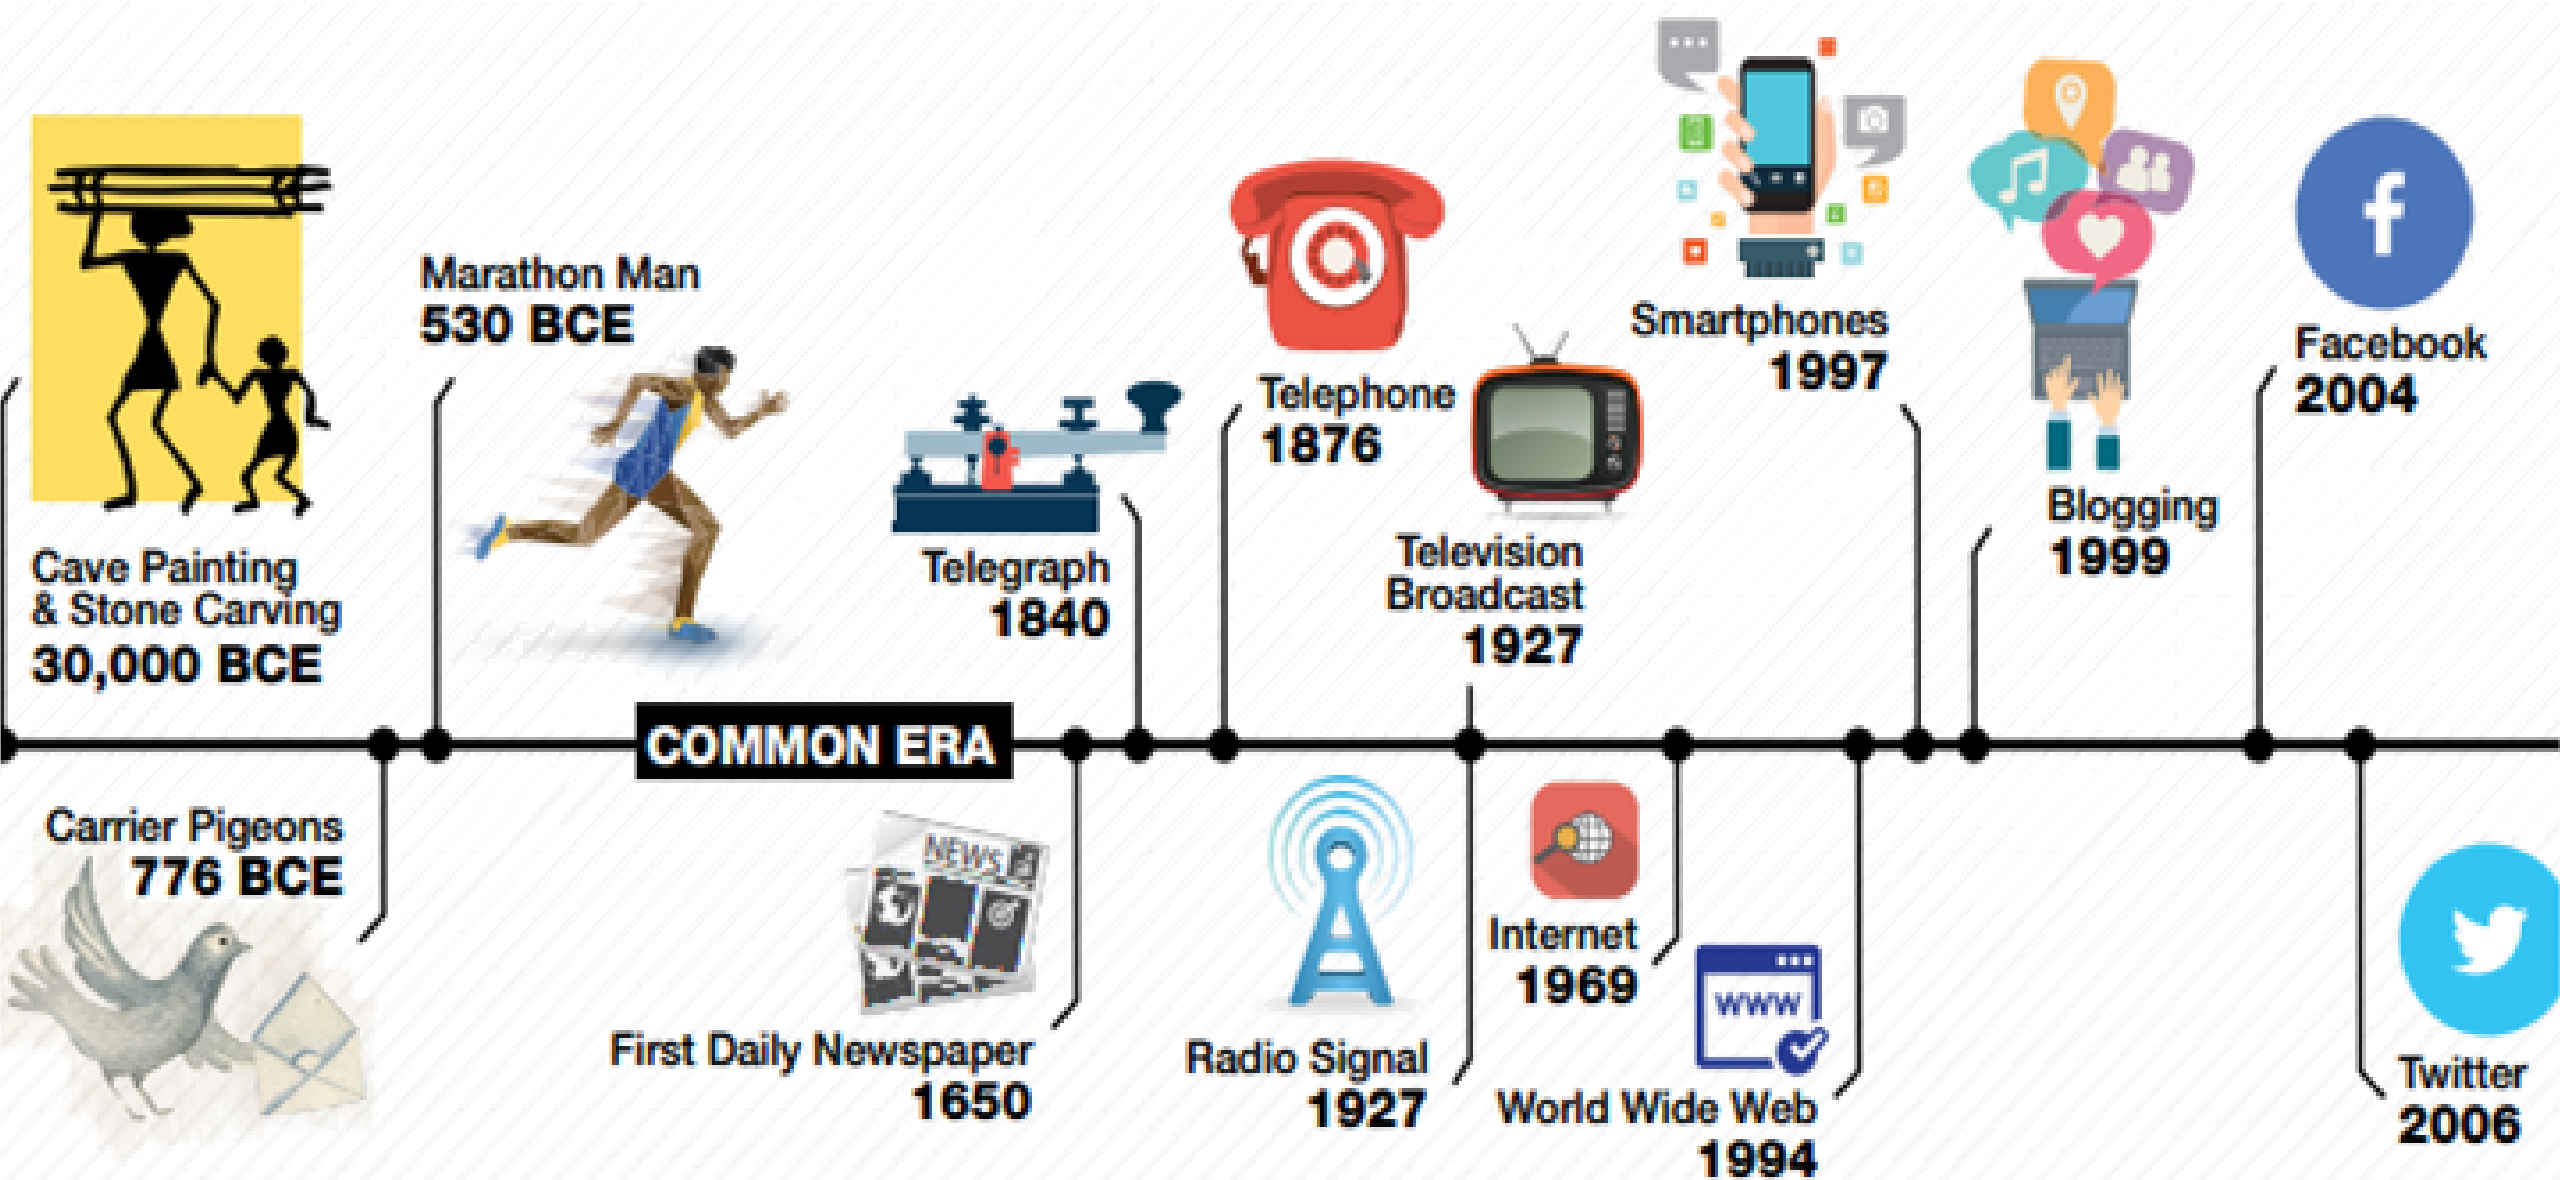 Cave Painting
& Stone Carving
30,000 BCE
Carrier Pigeons
776 BCE
Marathon Man
530 BCE
COMMON ERA
NEWS
First Daily Newspaper
1650
Telegraph
1840
Telephone
1876
Television
Broadcast
1927
Radio Signal
1927
Internet
1969
www
World Wide Web
1994
Smartphones
1997
Blogging
1999
f
Facebook
2004
Twitter
2006